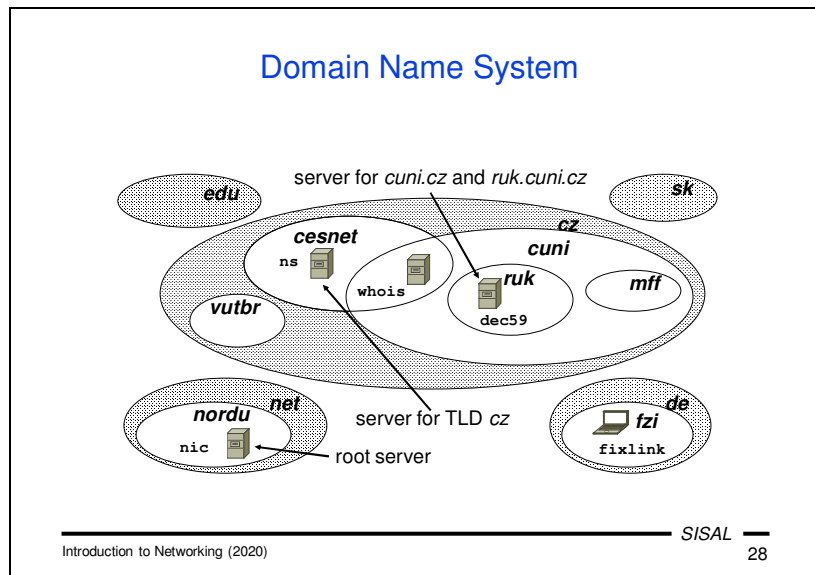 Domain Name System
server for cuni.cz and ruk.cuni.cz
edu
sk
cz
cesnet
cuni
ns
whois
ruk
mff
dec59
vutbr
net
nordu
server for TLD cz
de
fzi
nic
root server
fixlink
SISAL
Introduction to Networking (2020)
28